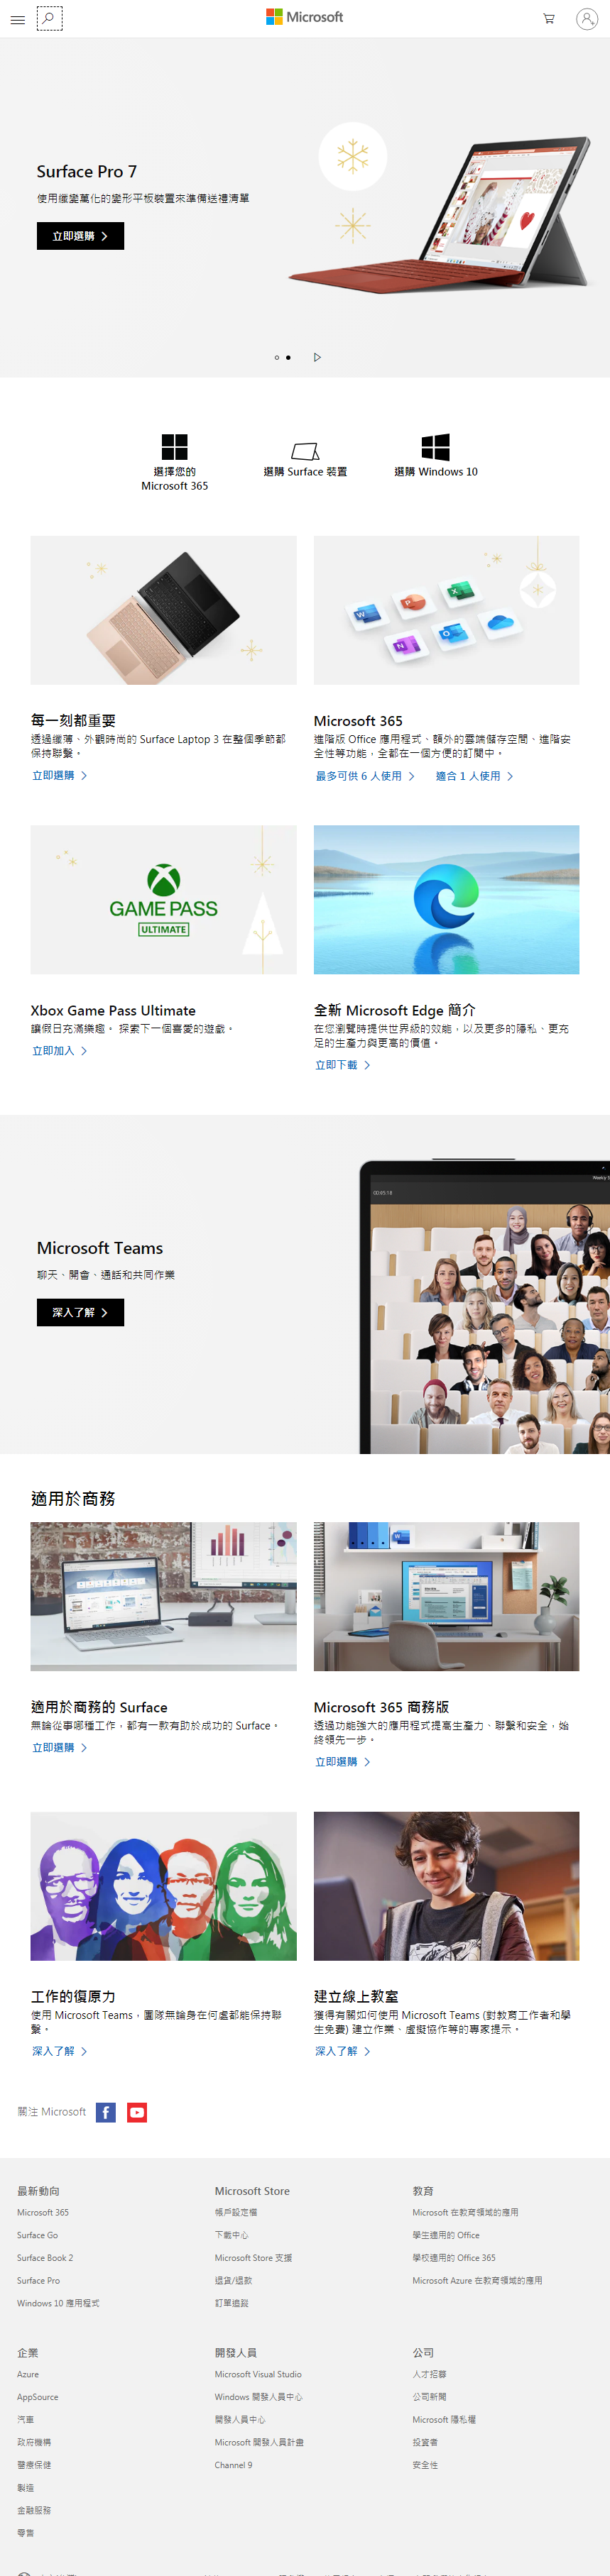 Microsoft
Surface Pro 7
使用纖變萬化的變形平板裝置來準備送禮清單
立即選購
選擇您的
Microsoft 365
選購 Surface 裝置
選購 Windows 10
每一刻都重要
透過纖薄、外觀時尚的 Surface Laptop 3 在整個季節都
保持聯繫。
立即選購
Microsoft 365
進階版 Office 應用程式、額外的雲端儲存空間、進階安
全性等功能，全都在一個方便的訂閱中。
最多可供 6 人使用
適合 1 人使用
GAME PASS
ULTIMATE
Xbox Game Pass Ultimate
讓假日充滿樂趣。 探索下一個喜愛的遊戲。
立即加入
全新 Microsoft Edge 簡介
在您瀏覽時提供世界級的效能，以及更多的隱私、更充
足的生產力與更高的價值。
立即下載
Microsoft Teams
聊天、開會、通話和共同作業
深入了解
適用於商務
適用於商務的 Surface
無論從事哪種工作，都有一款有助於成功的 Surface。
立即選購
Microsoft 365 商務版
透過功能強大的應用程式提高生產力、聯繫和安全，始
終領先一步。
立即選購
工作的復原力
使用 Microsoft Teams，團隊無論身在何處都能保持聯
繫。
深入了解
建立線上教室
獲得有關如何使用 Microsoft Teams (對教育工作者和學
生免費) 建立作業、虛擬協作等的專家提示。
深入了解
關注 Microsoft
最新動向
Microsoft 365
Surface Go
Surface Book 2
Surface Pro
Windows 10 應用程式
Microsoft Store
帳戶設定檔
下載中心
Microsoft Store 支援
退貨/退款
訂單追蹤
教育
Microsoft 在教育領域的應用
學生適用的 Office
學校適用的 Office 365
Microsoft Azure 在教育領域的應用
企業
Azure
AppSource
汽車
政府機構
醫療保健
製造
金融服務
零售
開發人員
Microsoft Visual Studio
Windows 開發人員中心
開發人員中心
Microsoft 開發人員計畫
Channel 9
公司
人才招募
公司新聞
Microsoft 隱私權
投資者
安全性